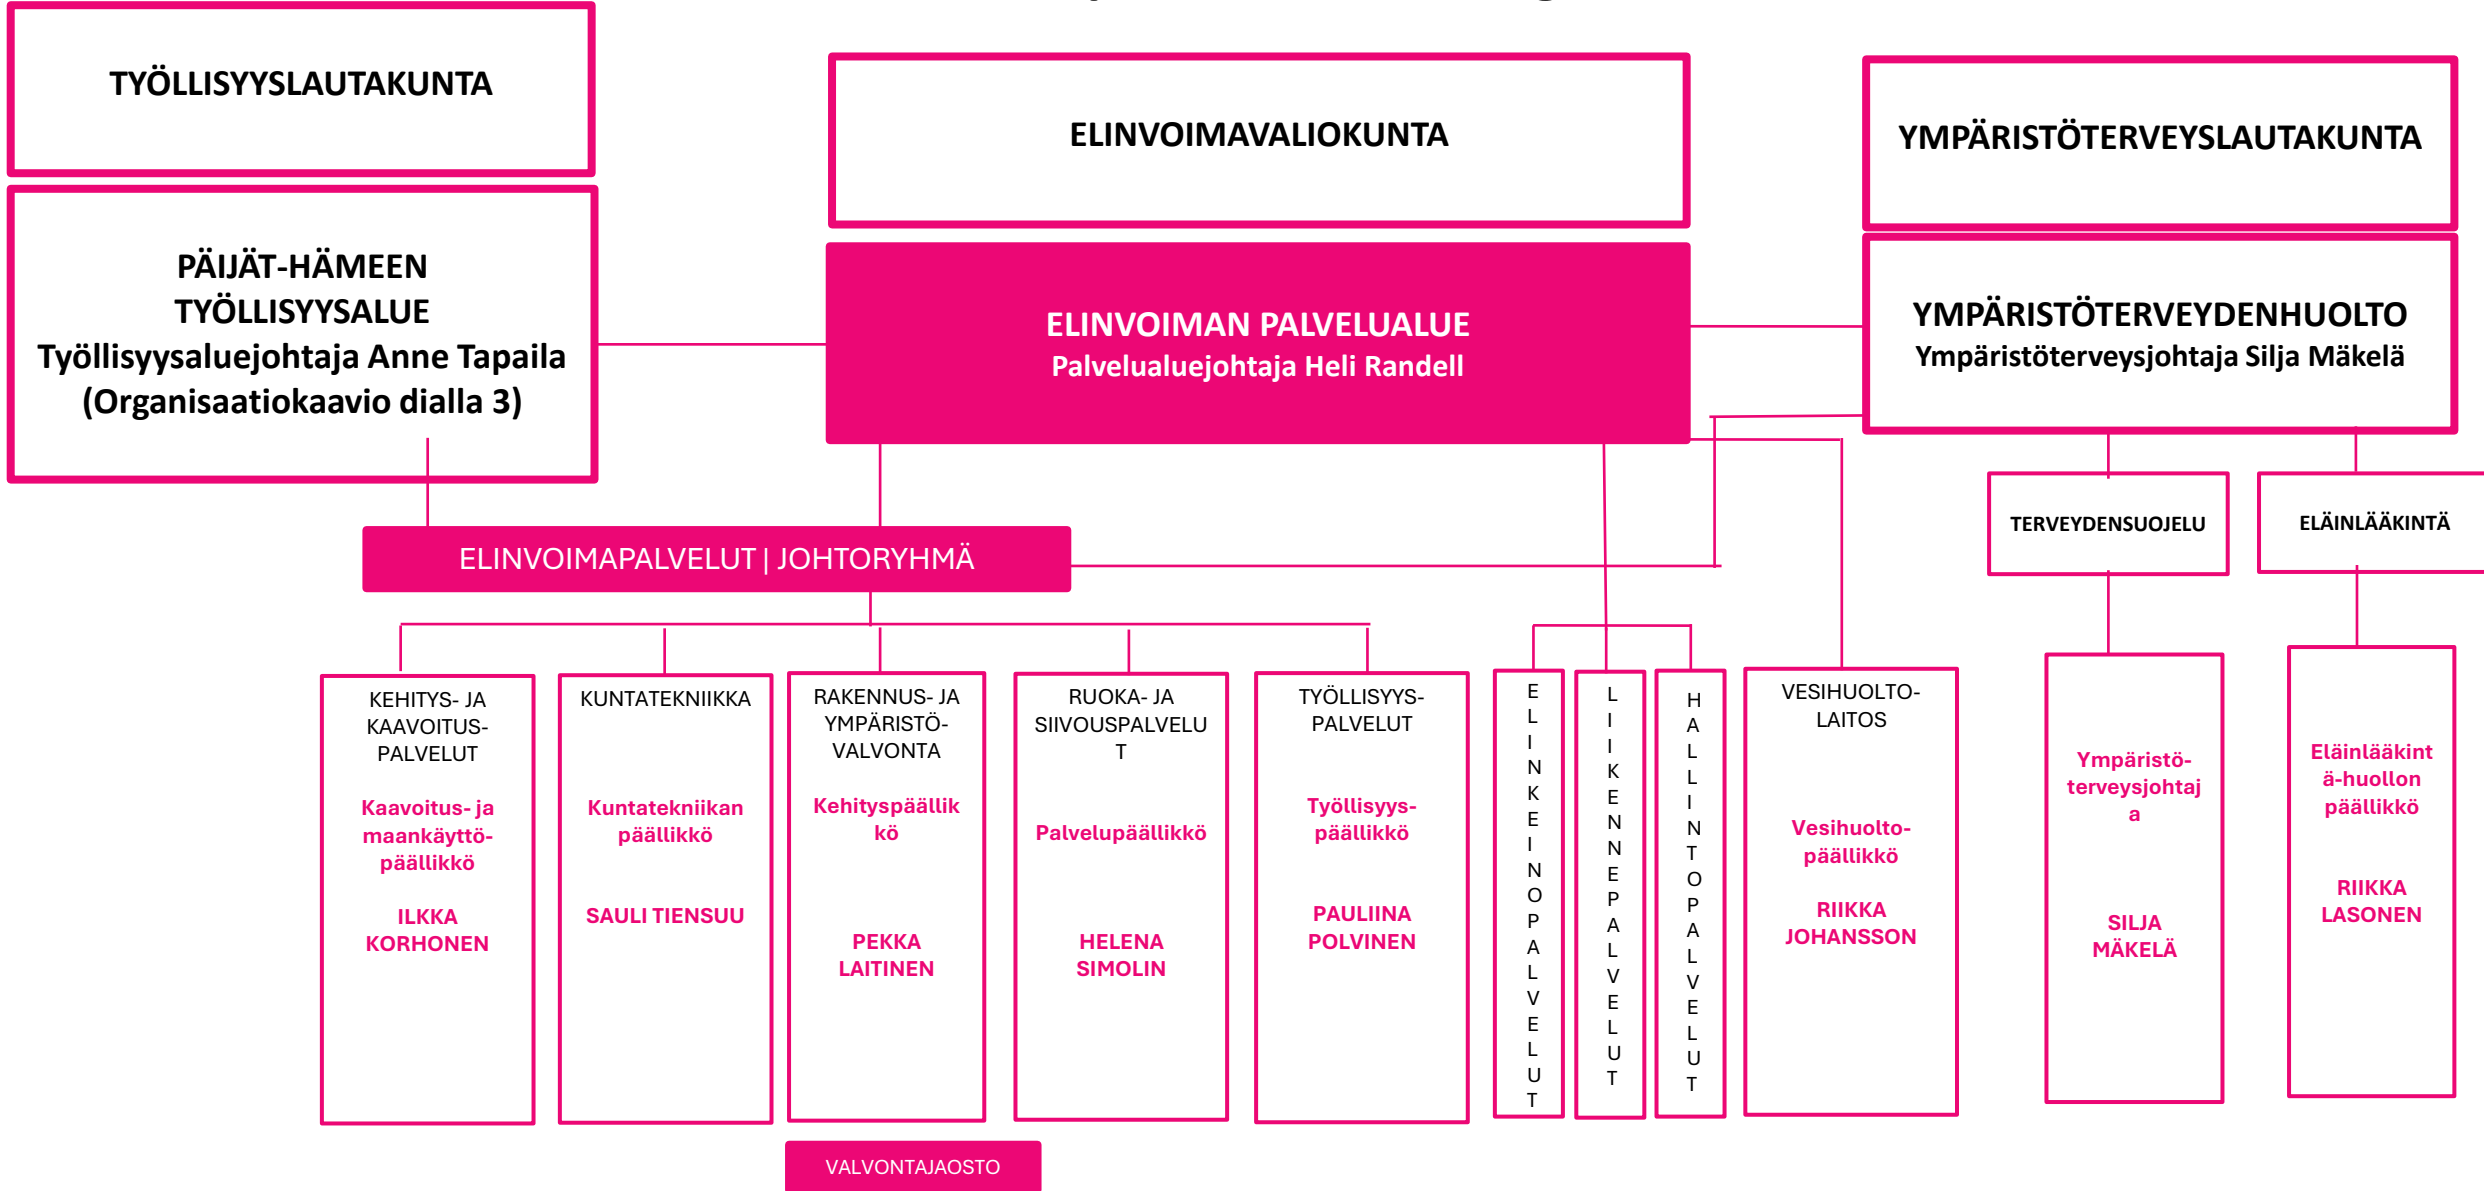 TYÖLLISYYSLAUTAKUNTA
ELINVOIMAVALIOKUNTA
YMPÄRISTÖTERVEYSLAUTAKUNTA
PÄIJÄT-HÄMEEN
TYÖLLISYYSALUE
Työllisyysaluejohtaja Anne Tapaila
(Organisaatiokaavio dialla 3)
ELINVOIMAN PALVELUALUE
Palvelualuejohtaja Heli Randell
YMPÄRISTÖTERVEYDENHUOLTO
Ympäristöterveysjohtaja Silja Mäkelä
TERVEYDENSUOJELU
ELÄINLÄÄKINTÄ
ELINVOIMAPALVELUT | JOHTORYHMÄ
KEHITYS- JA
KAAVOITUS-
PALVELUT
Kaavoitus- ja
maankäyttö-
päällikkö
ILKKA
KORHONEN
KUNTATEKNIIKKA
Kuntatekniikan
päällikkö
SAULI TIENSUU
RAKENNUS- JA
YMPÄRISTÖ-
VALVONTA
Kehityspäällik
kö
PEKKA
LAITINEN
RUOKA- JA
SIIVOUSPALVELU
T
Palvelupäällikkö
HELENA
SIMOLIN
TYÖLLISYYS-
PALVELUT
Työllisyys-
päällikkö
PAULIINA
POLVINEN
ELINKEINOPALVELUT
LIIKENNEPALVELUT
HALLINTOPALVELUT
VESIHUOLTO-
LAITOS
Vesihuolto-
päällikkö
RIIKKA
JOHANSSON
Ympäristö-
terveysjohtaj
a
SILJA
MÄKELÄ
Eläinlääkint
ä-huollon
päällikkö
RIIKKA
LASONEN
VALVONTAJAOSTO